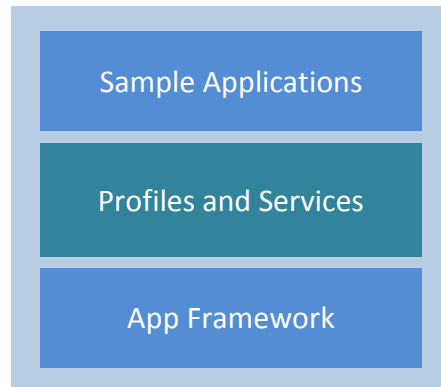 Sample Applications
Profiles and Services
App Framework